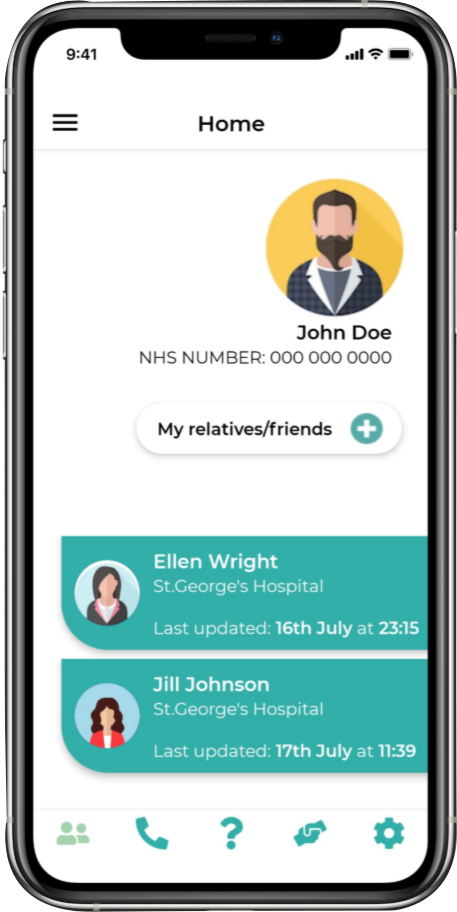 9:41
Home
John Doe
NHS NUMBER: 000 000 0000
My relatives/friends
Ellen Wright
St.George's Hospital
Last updated: 16th July at 23:15
Jill Johnson
St.George's Hospital
Last updated: 17th July at 11:39
?